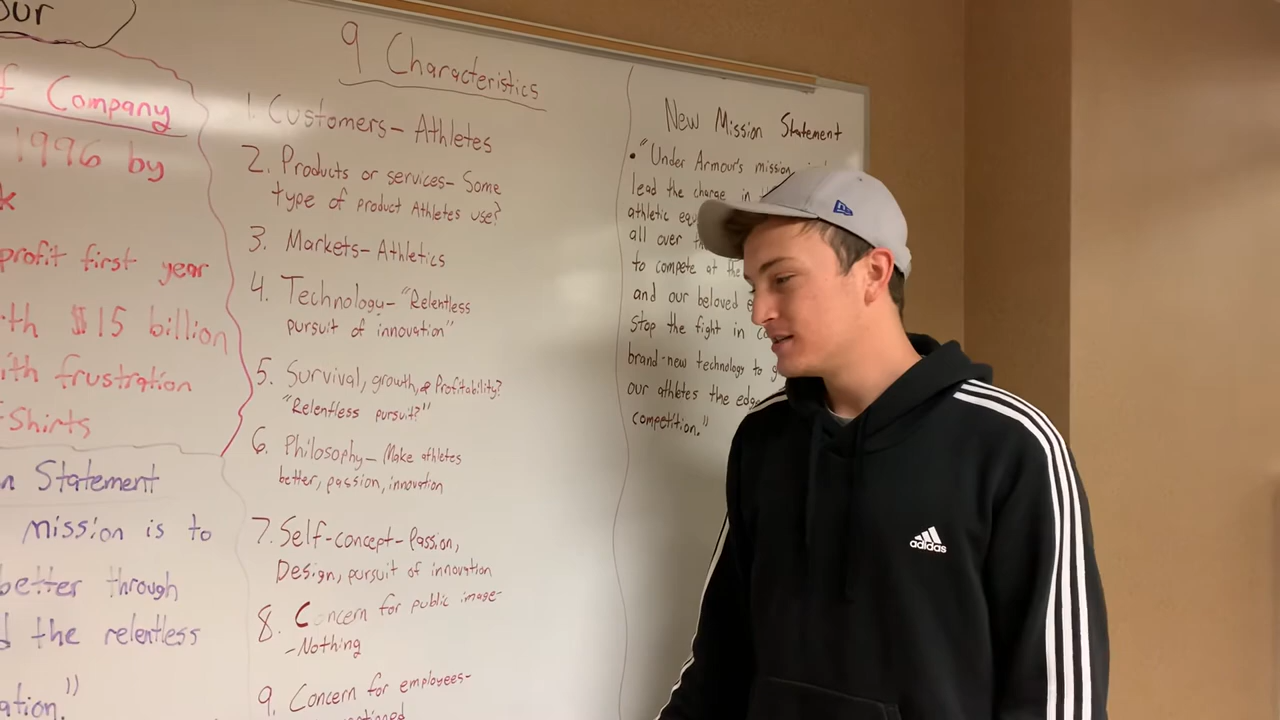 our
f Company
1996 by
k
profit first year
th $15 billion
ith frustration
-Shirts
n Statement
mission is to
better through
d the relentless
ation."
9 Characteristics
1. Customers- Athletes
2. Products or services- Some
type of product Athletes use?
3. Markets- Athletics
4. Technology- "Relentless
pursuit of innovation"
5. Survival, growth, & Profitability?
"Relentless pursuit?"
6. Philosophy- Make athletes
better, passion, innovation
7. Self-concept- Passion,
Design, pursuit of innovation
8. Concern for public image-
-Nothing
9. Concern for employees-
New Mission Statement
• "Under Armour's mission
lead the charge in
athletic equ
all over
to compete at the
and our beloved
Stop the fight in
brand-new technology to
our athletes the edge
competition."
adidas